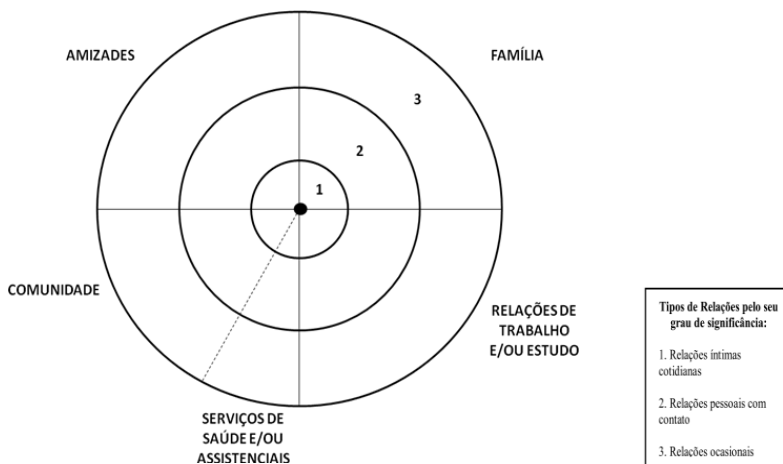 AMIZADES
FAMÍLIA
3
2
1
COMUNIDADE
RELAÇÕES DE
TRABALHO
E/OU ESTUDO
SERVIÇOS DE
SAÚDE E/OU
ASSISTENCIAIS
Tipos de Relações pelo seu
grau de significância:
1. Relações íntimas
cotidianas
2. Relações pessoais com
contato
3. Relações ocasionais